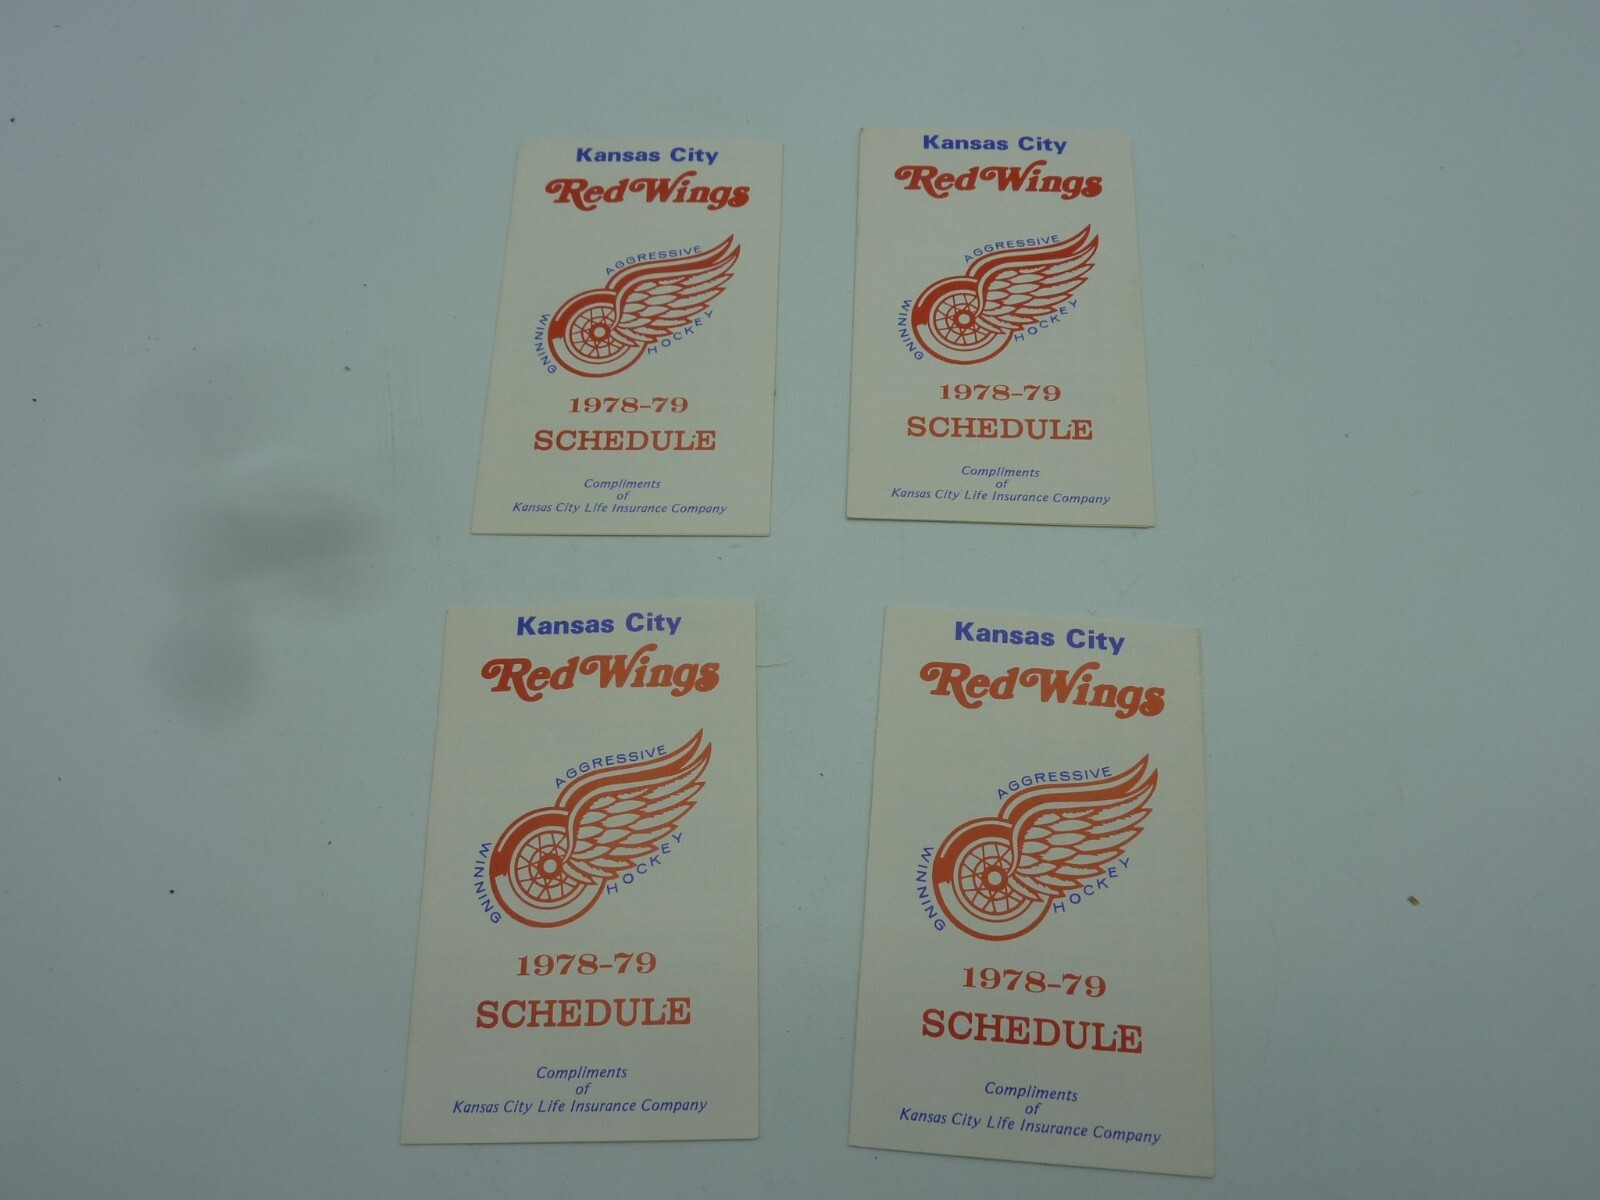 Kansas City
Red Wings
AGGRESSIVE
WINNING
HOCKEY
1978-79
SCHEDULE
Compliments
of
Kansas City Life Insurance Company
Kansas City
Red Wings
AGGRESSIVE
WINNING
HOCKEY
1978-79
SCHEDULE
Compliments
of
Kansas City Life Insurance Company
Kansas City
Red Wings
AGGRESSIVE
WINNING
HOCKEY
1978-79
SCHEDULE
Compliments
of
Kansas City Life Insurance Company
Kansas City
Red Wings
AGGRESSIVE
WINNING
HOCKEY
1978-79
SCHEDULE
Compliments
of
Kansas City Life Insurance Company